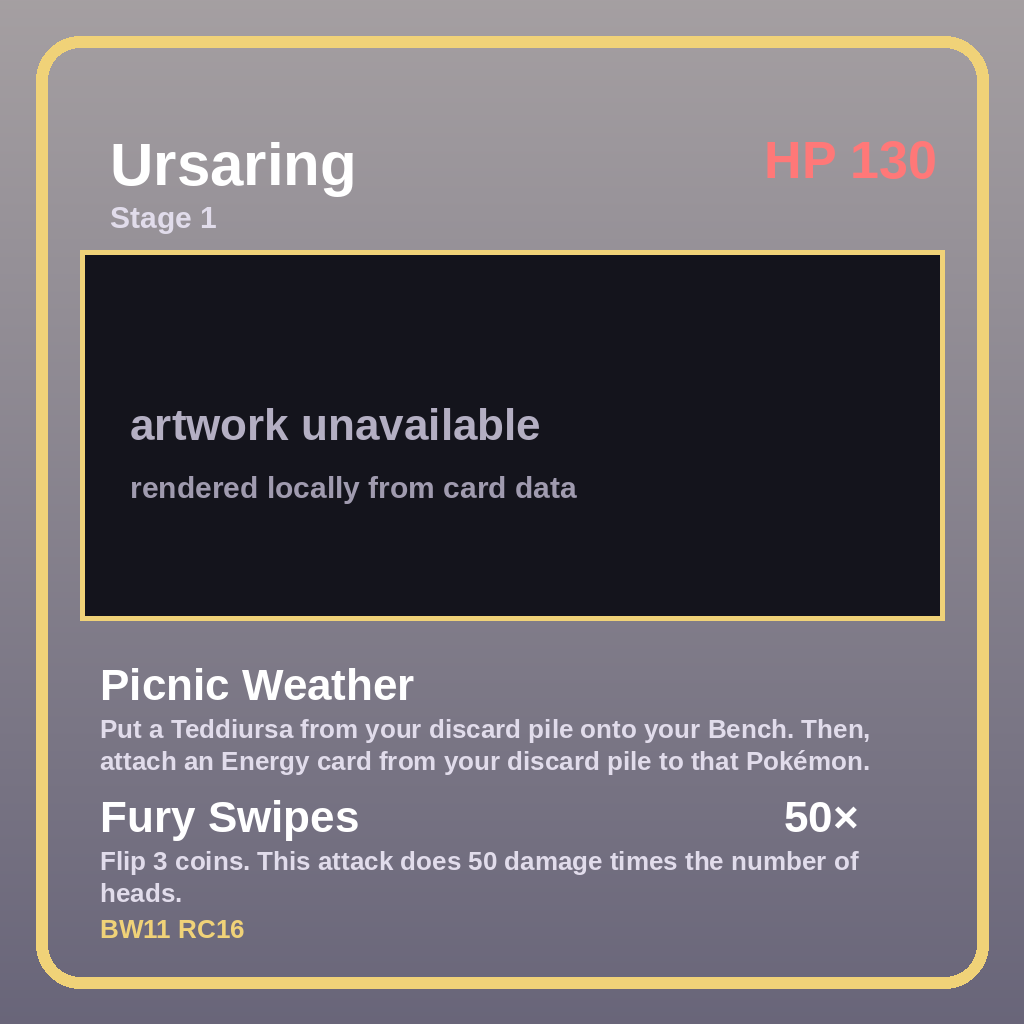 Ursaring
HP 130
Stage 1
artwork unavailable
rendered locally from card data
Picnic Weather
Put a Teddiursa from your discard pile onto your Bench. Then,
attach an Energy card from your discard pile to that Pokémon.
Fury Swipes
50×
Flip 3 coins. This attack does 50 damage times the number of
heads.
BW11 RC16